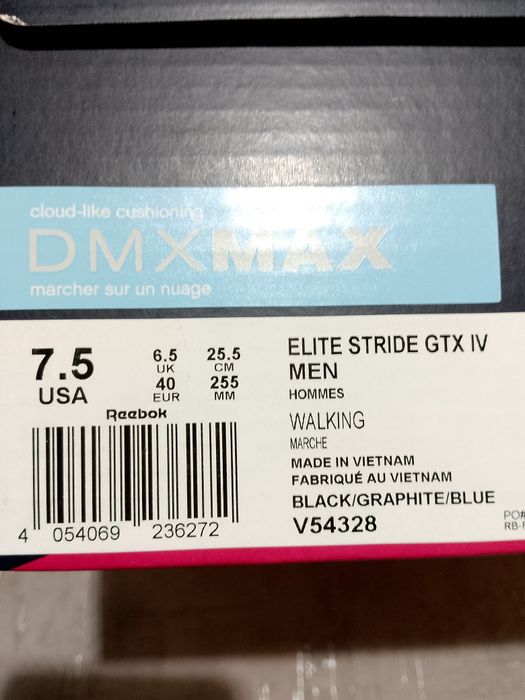 cloud-like cushioning
DMXMAX
marcher sur un nuage
7.5
USA
6.5
UK
40
EUR
25.5
CM
255
MM
Reebok
4 054069 236272
ELITE STRIDE GTX IV
MEN
HOMMES
WALKING
MARCHE
MADE IN VIETNAM
FABRIQUÉ AU VIETNAM
BLACK/GRAPHITE/BLUE
V54328
PO#